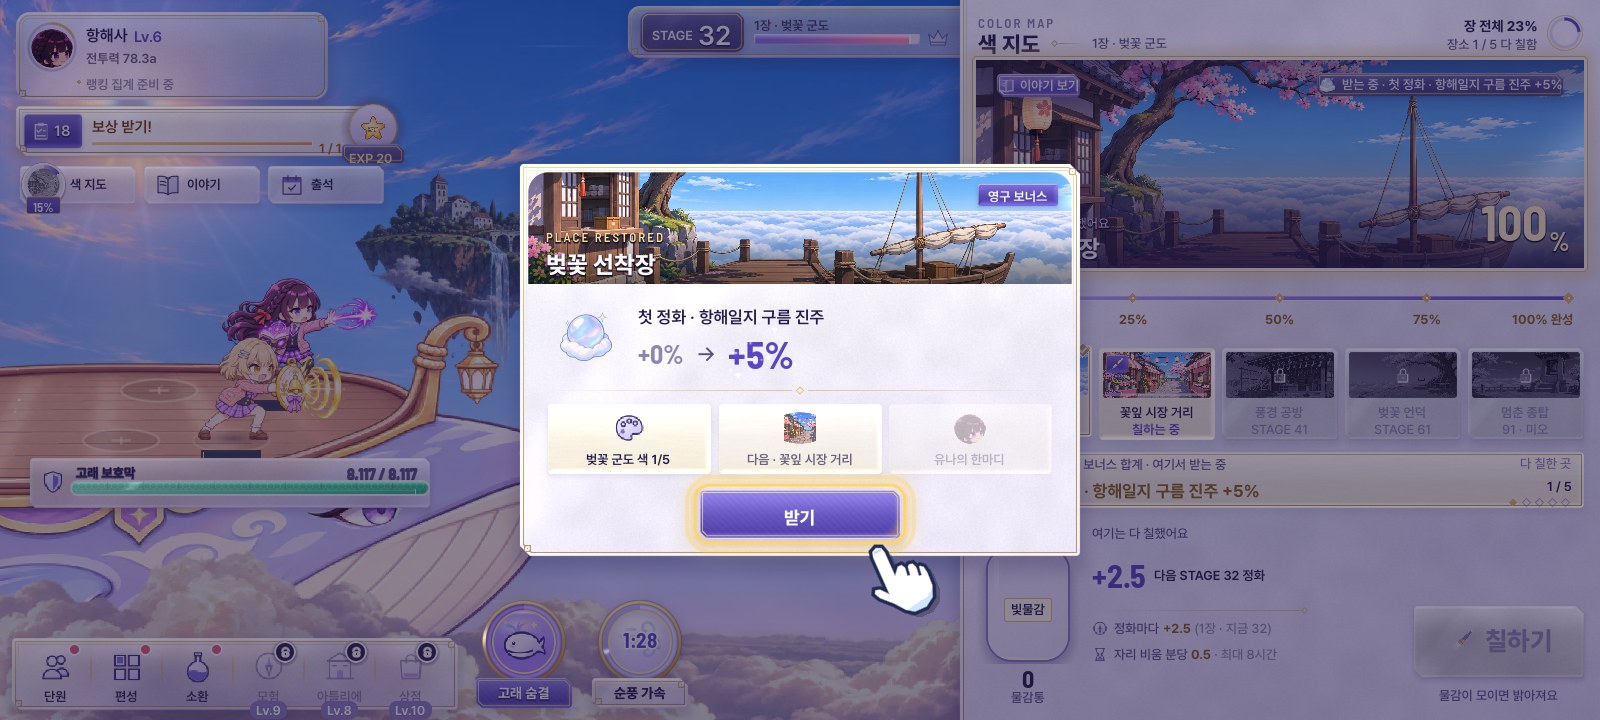 항해사 Lv.6
전투력 78.3a
랭킹 집계 준비 중
18 보상 받기!
1/1
EXP 20
색 지도
15%
이야기
출석
STAGE 32
1장 · 벚꽃 군도
COLOR MAP
색 지도
1장 · 벚꽃 군도
장 전체 23%
장소 1 / 5 다 칠함
이야기 보기
받는 중 · 첫 정화 · 항해일지 구름 진주 +5%
했어요
장
100%
25%
50%
75%
100% 완성
꽃잎 시장 거리
칠하는 중
풍경 공방
STAGE 41
벚꽃 언덕
STAGE 61
멈춘 종탑
91 · 미오
보너스 합계 · 여기서 받는 중
다 칠한 곳
· 항해일지 구름 진주 +5%
1 / 5
여기는 다 칠했어요
+2.5 다음 STAGE 32 정화
정화마다 +2.5 (1장 · 지금 32)
자리 비움 분당 0.5 · 최대 8시간
빛물감
0
물감통
칠하기
물감이 모이면 밝아져요
영구 보너스
PLACE RESTORED
벚꽃 선착장
첫 정화 · 항해일지 구름 진주
+0% → +5%
벚꽃 군도 색 1/5
다음 · 꽃잎 시장 거리
유나의 한마디
받기
고래 보호막
8,117 / 8,117
단원
편성
소환
모험
Lv.9
아틀리에
Lv.8
상점
Lv.10
고래 숨결
1:28
순풍 가속